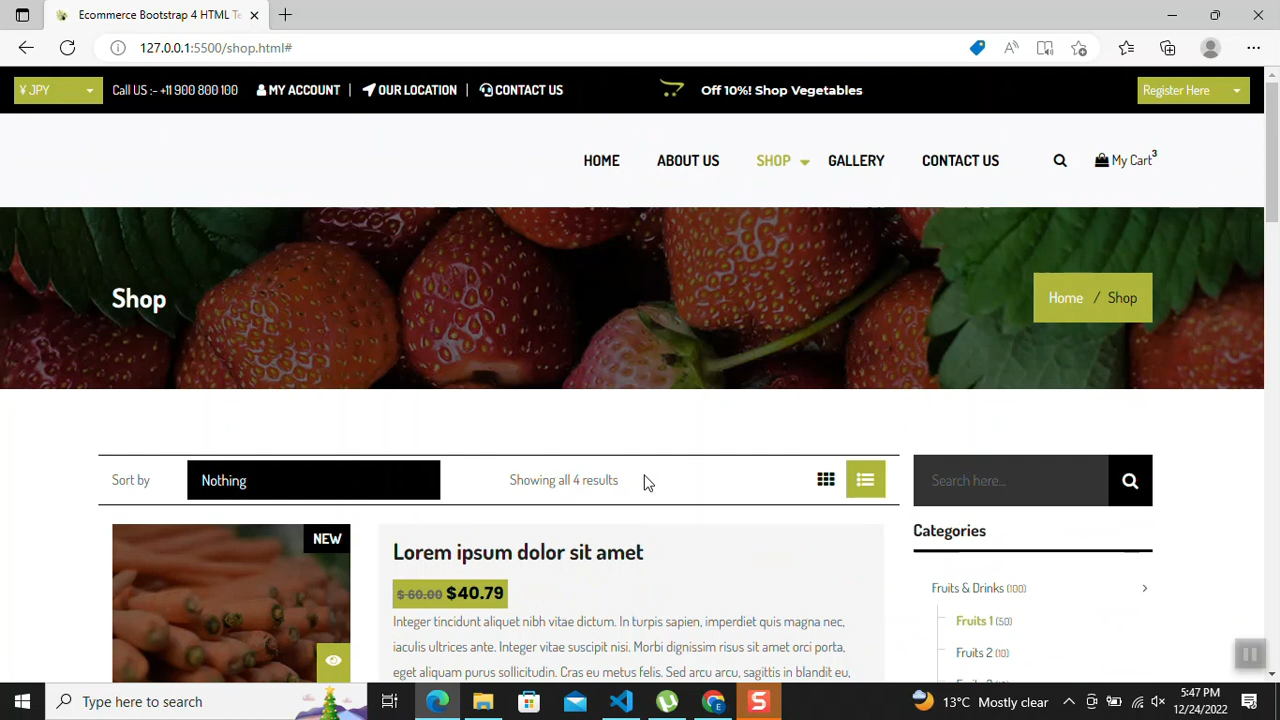 Ecommerce Bootstrap 4 HTML Te
127.0.0.1:5500/shop.html#
¥ JPY
Call US :- +11 900 800 100
MY ACCOUNT
OUR LOCATION
CONTACT US
Off 10%! Shop Vegetables
Register Here
HOME
ABOUT US
SHOP
GALLERY
CONTACT US
My Cart 3
Shop
Home / Shop
Sort by
Nothing
Showing all 4 results
Search here...
Categories
NEW
Lorem ipsum dolor sit amet
$ 60.00 $40.79
Integer tincidunt aliquet nibh vitae dictum. In turpis sapien, imperdiet quis magna nec,
iaculis ultrices ante. Integer vitae suscipit nisi. Morbi dignissim risus sit amet orci porta,
eget aliquam purus sollicitudin. Cras eu metus felis. Sed arcu arcu, sagittis in blandit eu,
Fruits & Drinks (100)
Fruits 1 (50)
Fruits 2 (10)
Type here to search
13°C Mostly clear
5:47 PM
12/24/2022